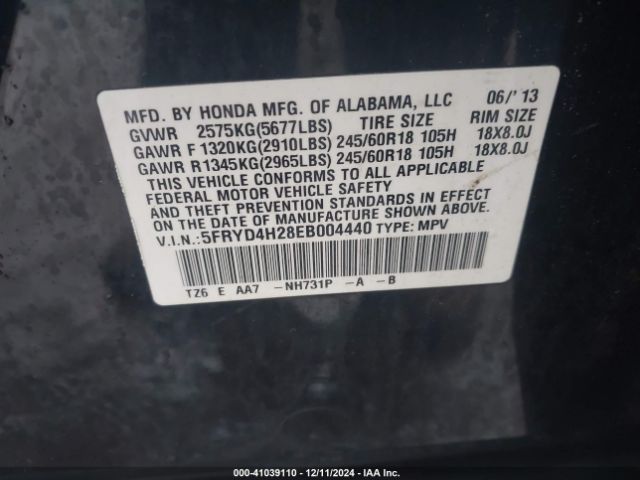 MFD. BY HONDA MFG. OF ALABAMA, LLC 06/'13
GVWR 2575KG(5677LBS) TIRE SIZE RIM SIZE
GAWR F 1320KG(2910LBS) 245/60R18 105H 18X8.0J
GAWR R1345KG(2965LBS) 245/60R18 105H 18X8.0J
THIS VEHICLE CONFORMS TO ALL APPLICABLE
FEDERAL MOTOR VEHICLE SAFETY
AND THEFT PREVENTION STANDARDS IN EFFECT
ON THE DATE OF MANUFACTURE SHOWN ABOVE.
V.I.N.:5FRYD4H28EB004440 TYPE: MPV
TZ6 E AA7 -NH731P -A -B
000-41039110 - 12/11/2024 - IAA Inc.